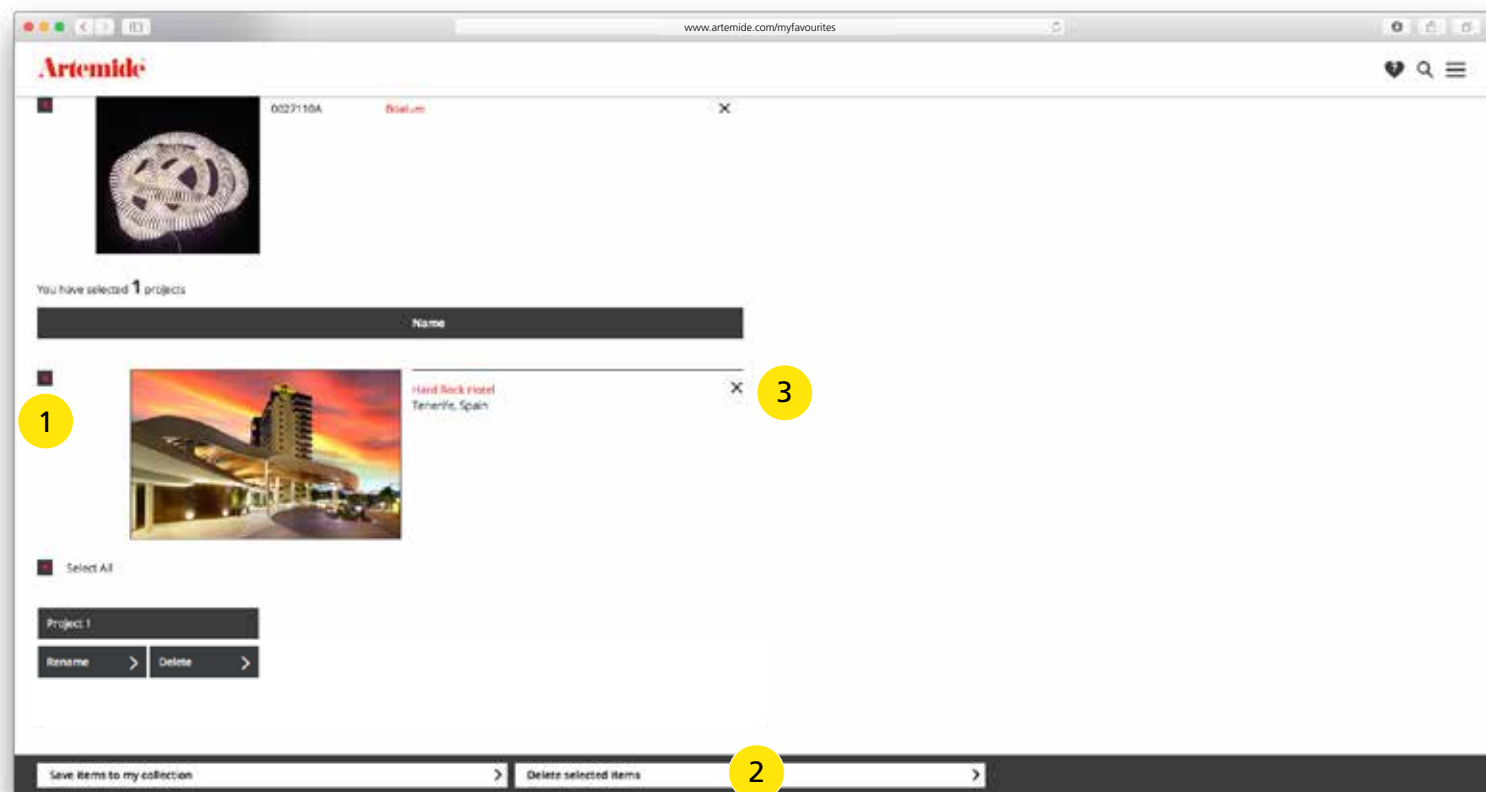 www.artemide.com/myfavourites
Artemide
0027110A Boalum
You have selected 1 projects
Name
Hard Rock Hotel
Tenerife, Spain
3
1
Select All
Project 1
Rename Delete
Save items to my collection Delete selected items
2